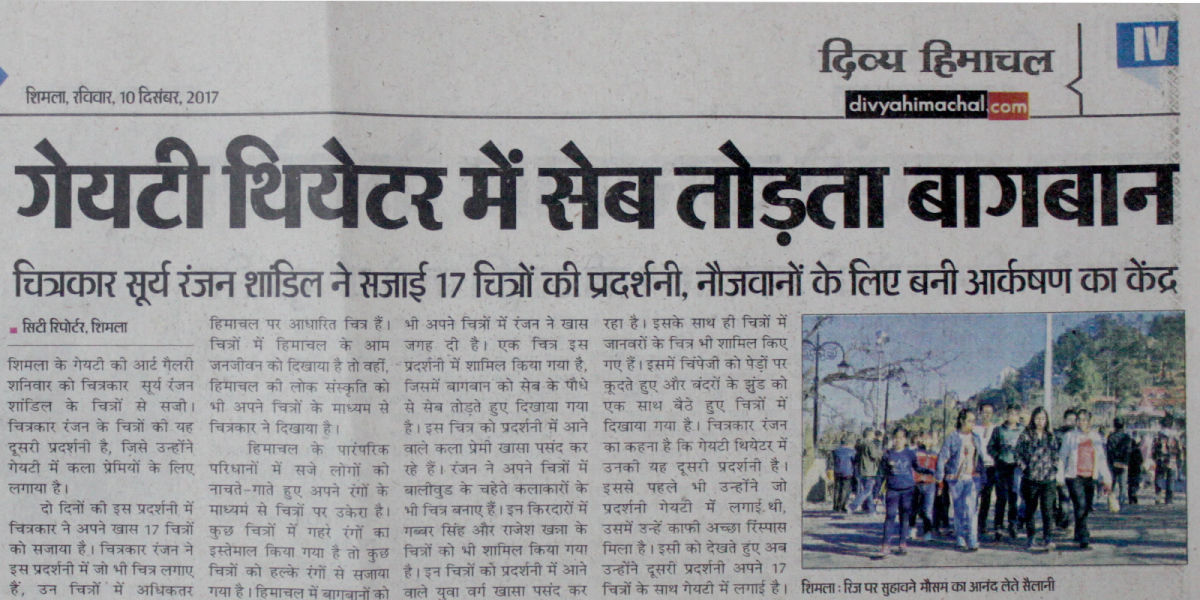 शिमला, रविवार, 10 दिसंबर, 2017
दिव्य हिमाचल
divyahimachal.com
IV
गेयटी थियेटर में सेब तोड़ता बागबान
चित्रकार सूर्य रंजन शांडिल ने सजाई 17 चित्रों की प्रदर्शनी, नौजवानों के लिए बनी आर्कषण का केंद्र
सिटी रिपोर्टर, शिमला
शिमला के गेयटी की आर्ट गैलरी
शनिवार को चित्रकार सूर्य रंजन
शांडिल के चित्रों से सजी।
चित्रकार रंजन के चित्रों की यह
दूसरी प्रदर्शनी है, जिसे उन्होंने
गेयटी में कला प्रेमियों के लिए
लगाया है।
दो दिनों की इस प्रदर्शनी में
चित्रकार ने अपने खास 17 चित्रों
को सजाया है। चित्रकार रंजन ने
इस प्रदर्शनी में जो भी चित्र लगाए
हैं, उन चित्रों में अधिकतर
हिमाचल पर आधारित चित्र हैं।
चित्रों में हिमाचल के आम
जनजीवन को दिखाया है तो वहीं,
हिमाचल की लोक संस्कृति को
भी अपने चित्रों के माध्यम से
चित्रकार ने दिखाया है।
हिमाचल के पारंपरिक
परिधानों में सजे लोगों को
नाचते-गाते हुए अपने रंगों के
माध्यमं से चित्रों पर उकेरा है।
कुछ चित्रों में गहरे रंगों का
इस्तेमाल किया गया है तो कुछ
चित्रों को हल्के रंगों से सजाया
गया है। हिमाचल में बागबानों को
भी अपने चित्रों में रंजन ने खास
जगह दी है। एक चित्र इस
प्रदर्शनी में शामिल किया गया है,
जिसमें बागबान को सेब के पौधे
से सेब तोड़ते हुए दिखाया गया
है। इस चित्र को प्रदर्शनी में आने
वाले कला प्रेमी खासा पसंद कर
रहे हैं। रंजन ने अपने चित्रों में
बालीवुड के चहेते कलाकारों के
भी चित्र बनाए हैं। इन किरदारों में
गब्बर सिंह और राजेश खन्ना के
चित्रों को भी शामिल किया गया
है। इन चित्रों को प्रदर्शनी में आने
वाले युवा वर्ग खासा पसंद कर
रहा है। इसके साथ ही चित्रों में
जानवरों के चित्र भी शामिल किए
गए हैं। इसमें चिंपेजी को पेड़ों पर
कूदते हुए और बंदरों के झुंड को
एक साथ बैठे हुए चित्रों में
दिखाया गया है। चित्रकार रंजन
का कहना है कि गेयटी थियेटर में
उनकी यह दूसरी प्रदर्शनी है।
इससे पहले भी उन्होंने जो
प्रदर्शनी गेयटी में लगाई थी,
उसमें उन्हें काफी अच्छा रिस्पास
मिला है। इसी को देखते हुए अब
उन्होंने दूसरी प्रदर्शनी अपने 17
चित्रों के साथ गेयटी में लगाई है।
शिमला : रिज पर सुहावने मौसम का आनंद लेते सैलानी